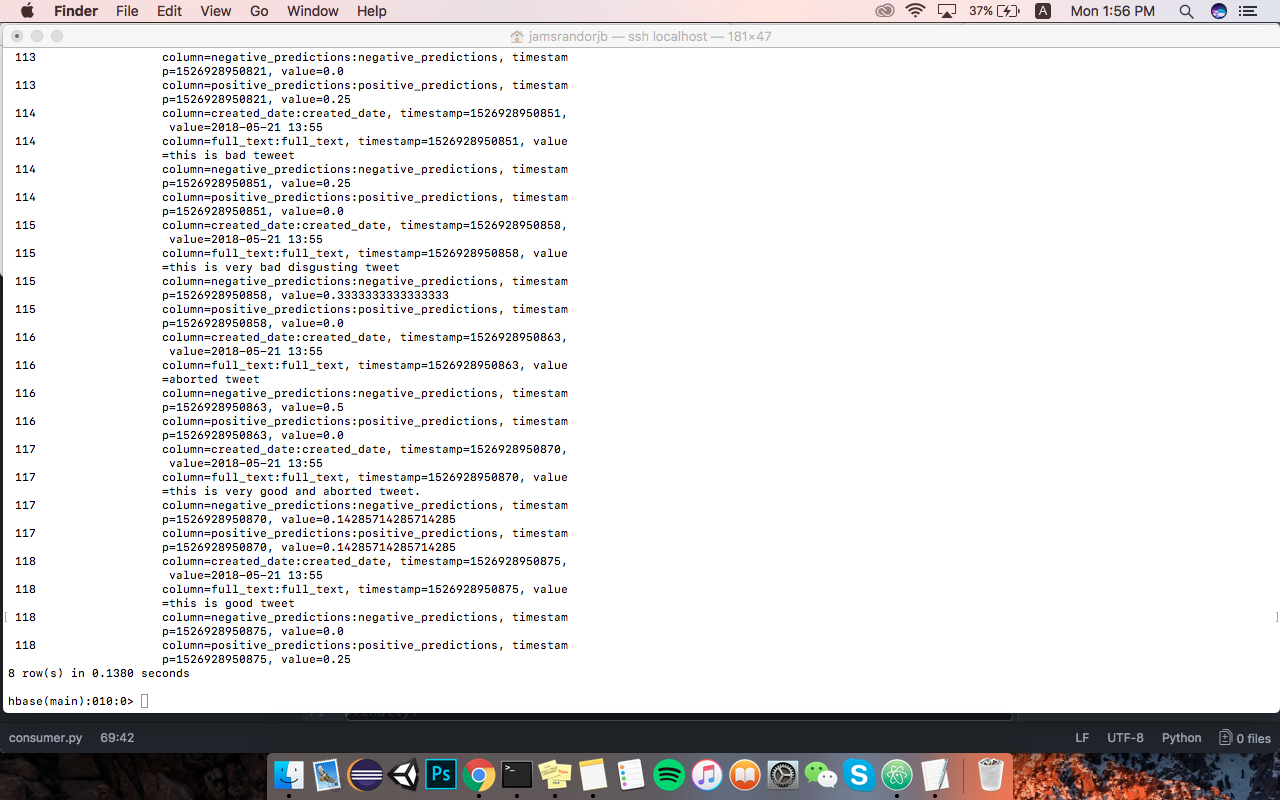 Finder File Edit View Go Window Help 37% A Mon 1:56 PM
jamsrandorjb — ssh localhost — 181×47
113 column=negative_predictions:negative_predictions, timestam
p=1526928950821, value=0.0
113 column=positive_predictions:positive_predictions, timestam
p=1526928950821, value=0.25
114 column=created_date:created_date, timestamp=1526928950851,
value=2018-05-21 13:55
114 column=full_text:full_text, timestamp=1526928950851, value
=this is bad teweet
114 column=negative_predictions:negative_predictions, timestam
p=1526928950851, value=0.25
114 column=positive_predictions:positive_predictions, timestam
p=1526928950851, value=0.0
115 column=created_date:created_date, timestamp=1526928950858,
value=2018-05-21 13:55
115 column=full_text:full_text, timestamp=1526928950858, value
=this is very bad disgusting tweet
115 column=negative_predictions:negative_predictions, timestam
p=1526928950858, value=0.3333333333333333
115 column=positive_predictions:positive_predictions, timestam
p=1526928950858, value=0.0
116 column=created_date:created_date, timestamp=1526928950863,
value=2018-05-21 13:55
116 column=full_text:full_text, timestamp=1526928950863, value
=aborted tweet
116 column=negative_predictions:negative_predictions, timestam
p=1526928950863, value=0.5
116 column=positive_predictions:positive_predictions, timestam
p=1526928950863, value=0.0
117 column=created_date:created_date, timestamp=1526928950870,
value=2018-05-21 13:55
117 column=full_text:full_text, timestamp=1526928950870, value
=this is very good and aborted tweet.
117 column=negative_predictions:negative_predictions, timestam
p=1526928950870, value=0.14285714285714285
117 column=positive_predictions:positive_predictions, timestam
p=1526928950870, value=0.14285714285714285
118 column=created_date:created_date, timestamp=1526928950875,
value=2018-05-21 13:55
118 column=full_text:full_text, timestamp=1526928950875, value
=this is good tweet
[ 118 column=negative_predictions:negative_predictions, timestam ]
p=1526928950875, value=0.0
118 column=positive_predictions:positive_predictions, timestam
p=1526928950875, value=0.25
8 row(s) in 0.1380 seconds
hbase(main):010:0>
consumer.py 69:42 LF UTF-8 Python 0 files
Ps >_ S